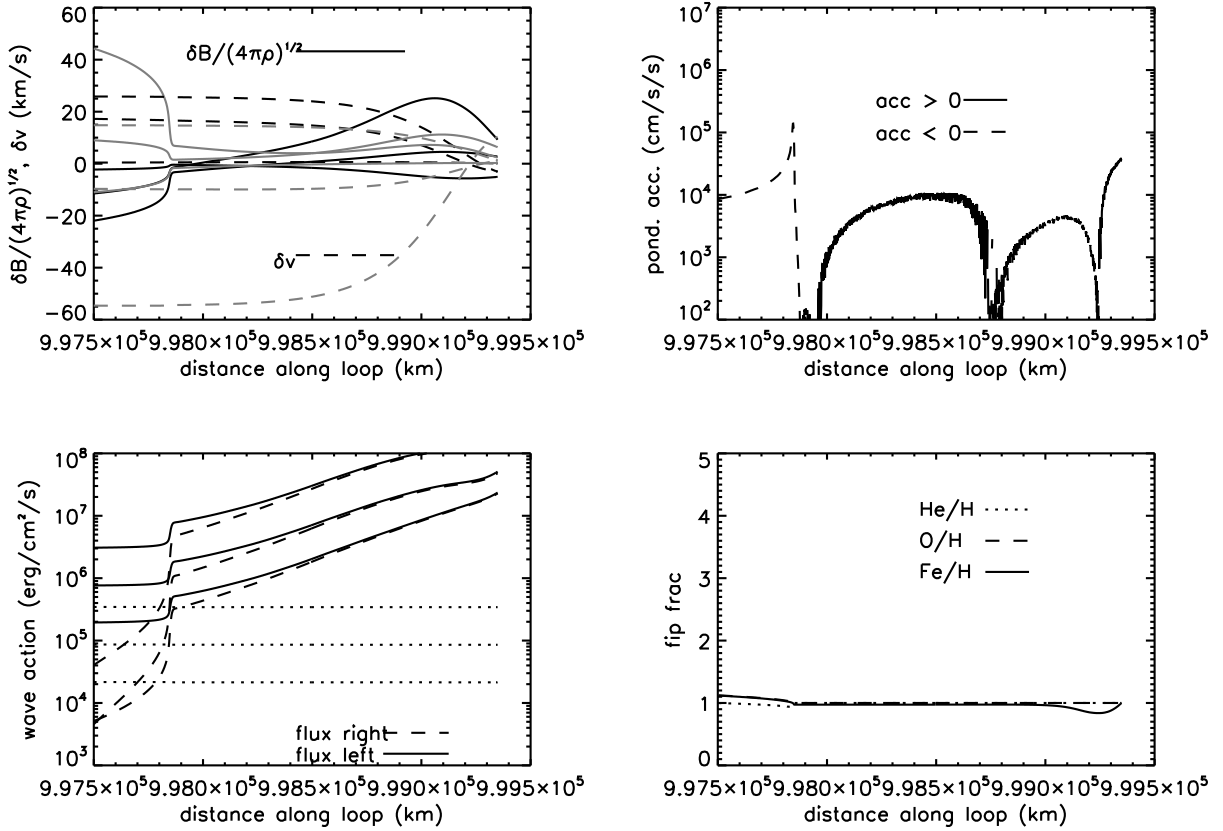 60
40
20
0
−20
−40
−60
δB/(4πρ)^1/2, δv (km/s)
δB/(4πρ)^1/2
δv
9.975×10^5 9.980×10^5 9.985×10^5 9.990×10^5 9.995×10^5
distance along loop (km)
10^7
10^6
10^5
10^4
10^3
10^2
pond. acc. (cm/s/s)
acc > 0
acc < 0
9.975×10^5 9.980×10^5 9.985×10^5 9.990×10^5 9.995×10^5
distance along loop (km)
10^8
10^7
10^6
10^5
10^4
10^3
wave action (erg/cm^2/s)
flux right
flux left
9.975×10^5 9.980×10^5 9.985×10^5 9.990×10^5 9.995×10^5
distance along loop (km)
5
4
3
2
1
0
fip frac
He/H
O/H
Fe/H
9.975×10^5 9.980×10^5 9.985×10^5 9.990×10^5 9.995×10^5
distance along loop (km)